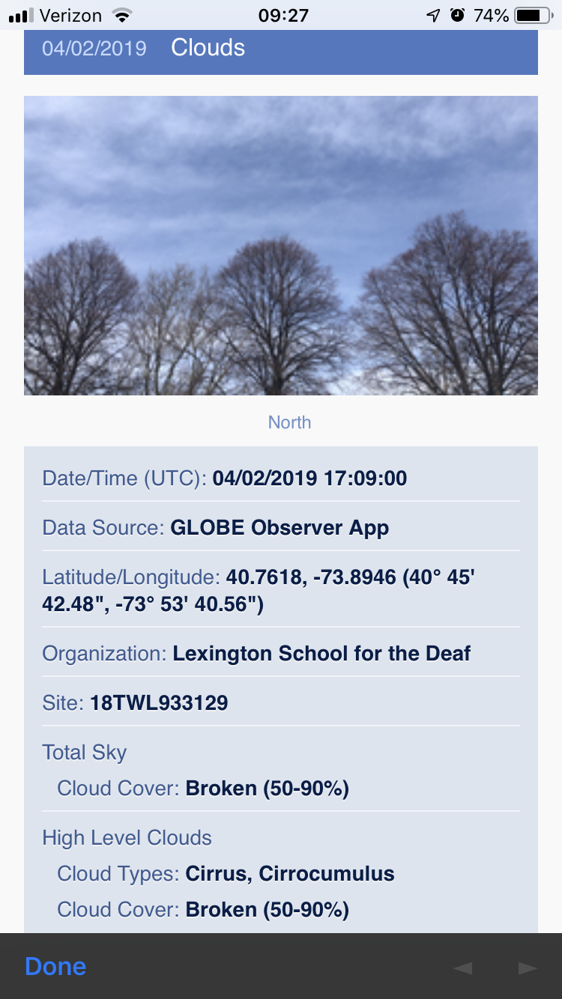 Verizon 09:27 74%
04/02/2019 Clouds
North
Date/Time (UTC): 04/02/2019 17:09:00
Data Source: GLOBE Observer App
Latitude/Longitude: 40.7618, -73.8946 (40° 45'
42.48", -73° 53' 40.56")
Organization: Lexington School for the Deaf
Site: 18TWL933129
Total Sky
Cloud Cover: Broken (50-90%)
High Level Clouds
Cloud Types: Cirrus, Cirrocumulus
Cloud Cover: Broken (50-90%)
Done